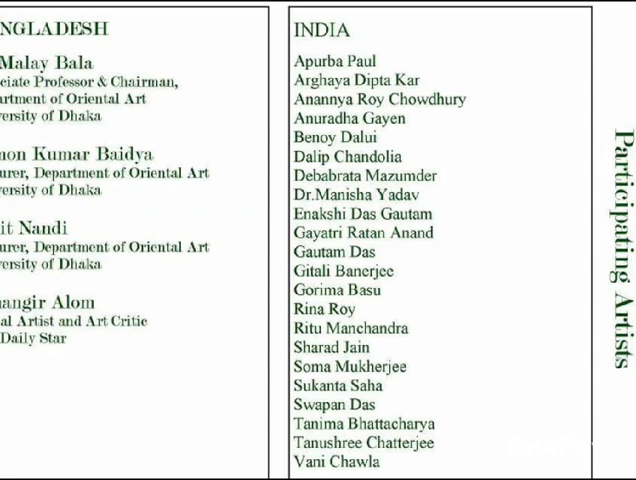 NGLADESH
Malay Bala
ciate Professor & Chairman,
artment of Oriental Art
versity of Dhaka
mon Kumar Baidya
urer, Department of Oriental Art
versity of Dhaka
it Nandi
urer, Department of Oriental Art
versity of Dhaka
angir Alom
al Artist and Art Critic
Daily Star
INDIA
Apurba Paul
Arghaya Dipta Kar
Anannya Roy Chowdhury
Anuradha Gayen
Benoy Dalui
Dalip Chandolia
Debabrata Mazumder
Dr.Manisha Yadav
Enakshi Das Gautam
Gayatri Ratan Anand
Gautam Das
Gitali Banerjee
Gorima Basu
Rina Roy
Ritu Manchandra
Sharad Jain
Soma Mukherjee
Sukanta Saha
Swapan Das
Tanima Bhattacharya
Tanushree Chatterjee
Vani Chawla
Participating Artists